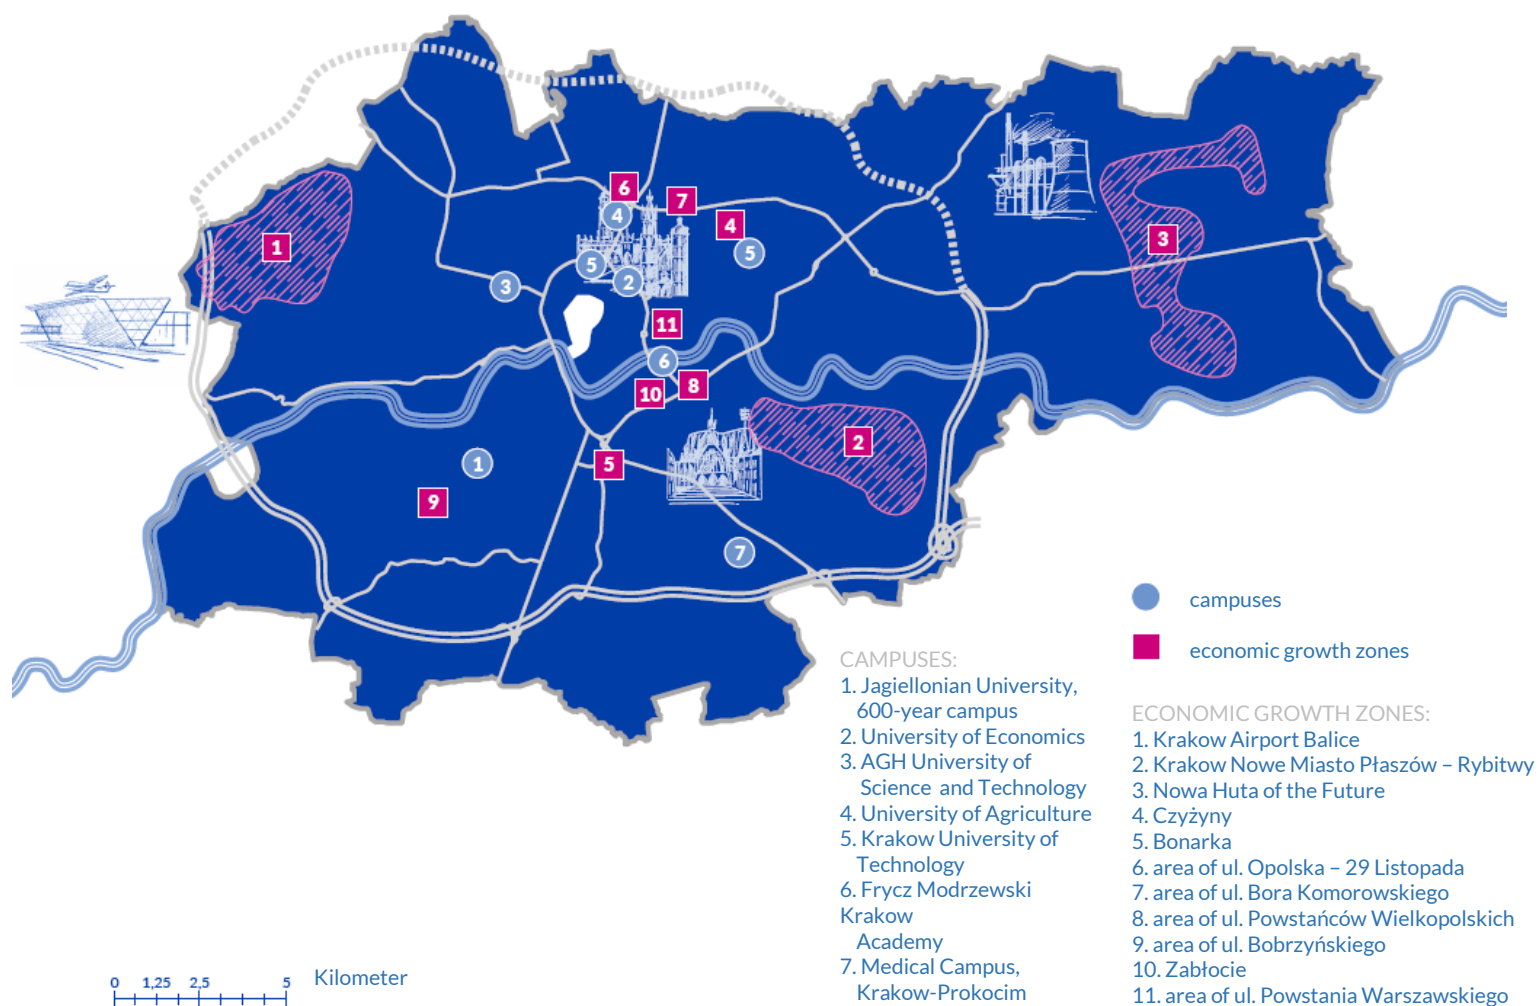 6
7
4
4
1
3
5
5
3
2
11
6
10
8
2
1
5
9
7
campuses
economic growth zones
CAMPUSES:
1. Jagiellonian University,
600-year campus
2. University of Economics
3. AGH University of
Science and Technology
4. University of Agriculture
5. Krakow University of
Technology
6. Frycz Modrzewski
Krakow
Academy
7. Medical Campus,
Krakow-Prokocim
ECONOMIC GROWTH ZONES:
1. Krakow Airport Balice
2. Krakow Nowe Miasto Płaszów – Rybitwy
3. Nowa Huta of the Future
4. Czyżyny
5. Bonarka
6. area of ul. Opolska – 29 Listopada
7. area of ul. Bora Komorowskiego
8. area of ul. Powstańców Wielkopolskich
9. area of ul. Bobrzyńskiego
10. Zabłocie
11. area of ul. Powstania Warszawskiego
0 1,25 2,5 5 Kilometer